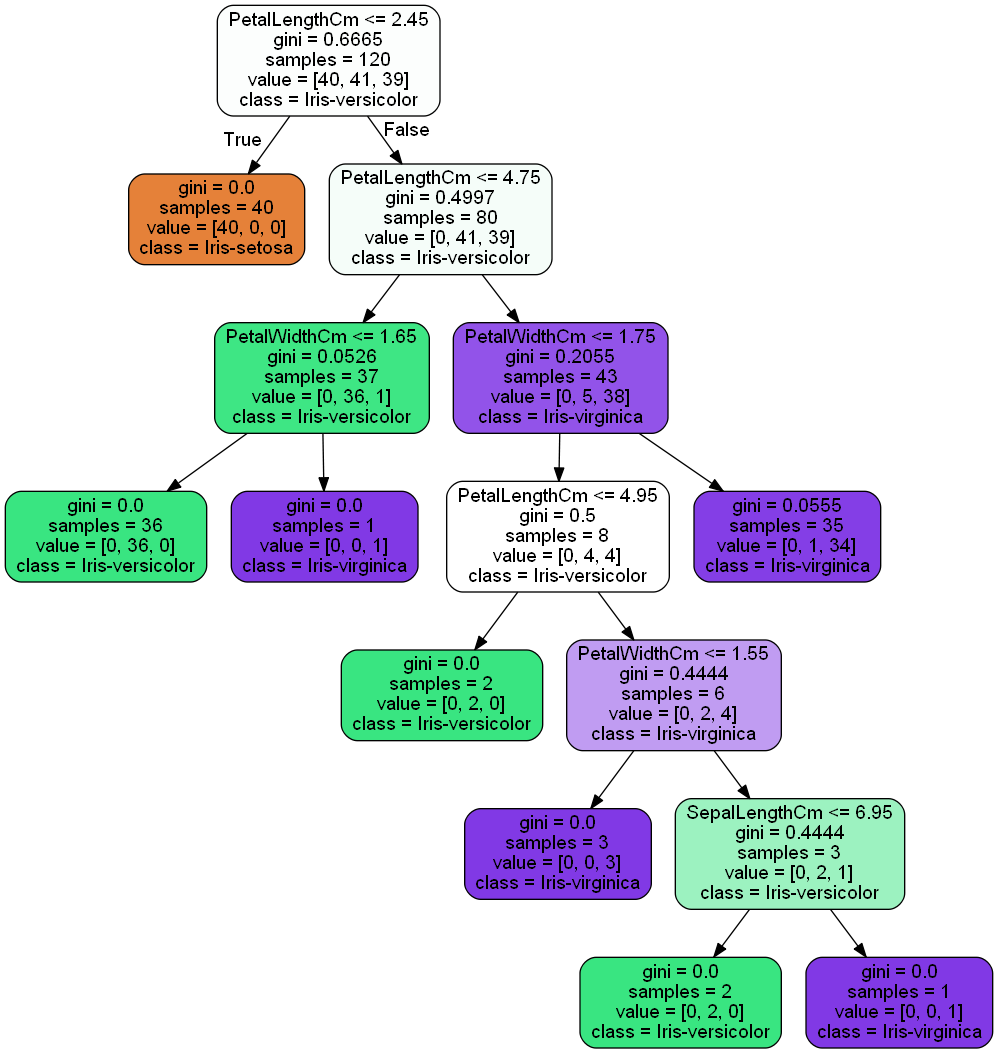 PetalLengthCm <= 2.45
gini = 0.6665
samples = 120
value = [40, 41, 39]
class = Iris-versicolor
True
False
gini = 0.0
samples = 40
value = [40, 0, 0]
class = Iris-setosa
PetalLengthCm <= 4.75
gini = 0.4997
samples = 80
value = [0, 41, 39]
class = Iris-versicolor
PetalWidthCm <= 1.65
gini = 0.0526
samples = 37
value = [0, 36, 1]
class = Iris-versicolor
PetalWidthCm <= 1.75
gini = 0.2055
samples = 43
value = [0, 5, 38]
class = Iris-virginica
gini = 0.0
samples = 36
value = [0, 36, 0]
class = Iris-versicolor
gini = 0.0
samples = 1
value = [0, 0, 1]
class = Iris-virginica
PetalLengthCm <= 4.95
gini = 0.5
samples = 8
value = [0, 4, 4]
class = Iris-versicolor
gini = 0.0555
samples = 35
value = [0, 1, 34]
class = Iris-virginica
gini = 0.0
samples = 2
value = [0, 2, 0]
class = Iris-versicolor
PetalWidthCm <= 1.55
gini = 0.4444
samples = 6
value = [0, 2, 4]
class = Iris-virginica
gini = 0.0
samples = 3
value = [0, 0, 3]
class = Iris-virginica
SepalLengthCm <= 6.95
gini = 0.4444
samples = 3
value = [0, 2, 1]
class = Iris-versicolor
gini = 0.0
samples = 2
value = [0, 2, 0]
class = Iris-versicolor
gini = 0.0
samples = 1
value = [0, 0, 1]
class = Iris-virginica